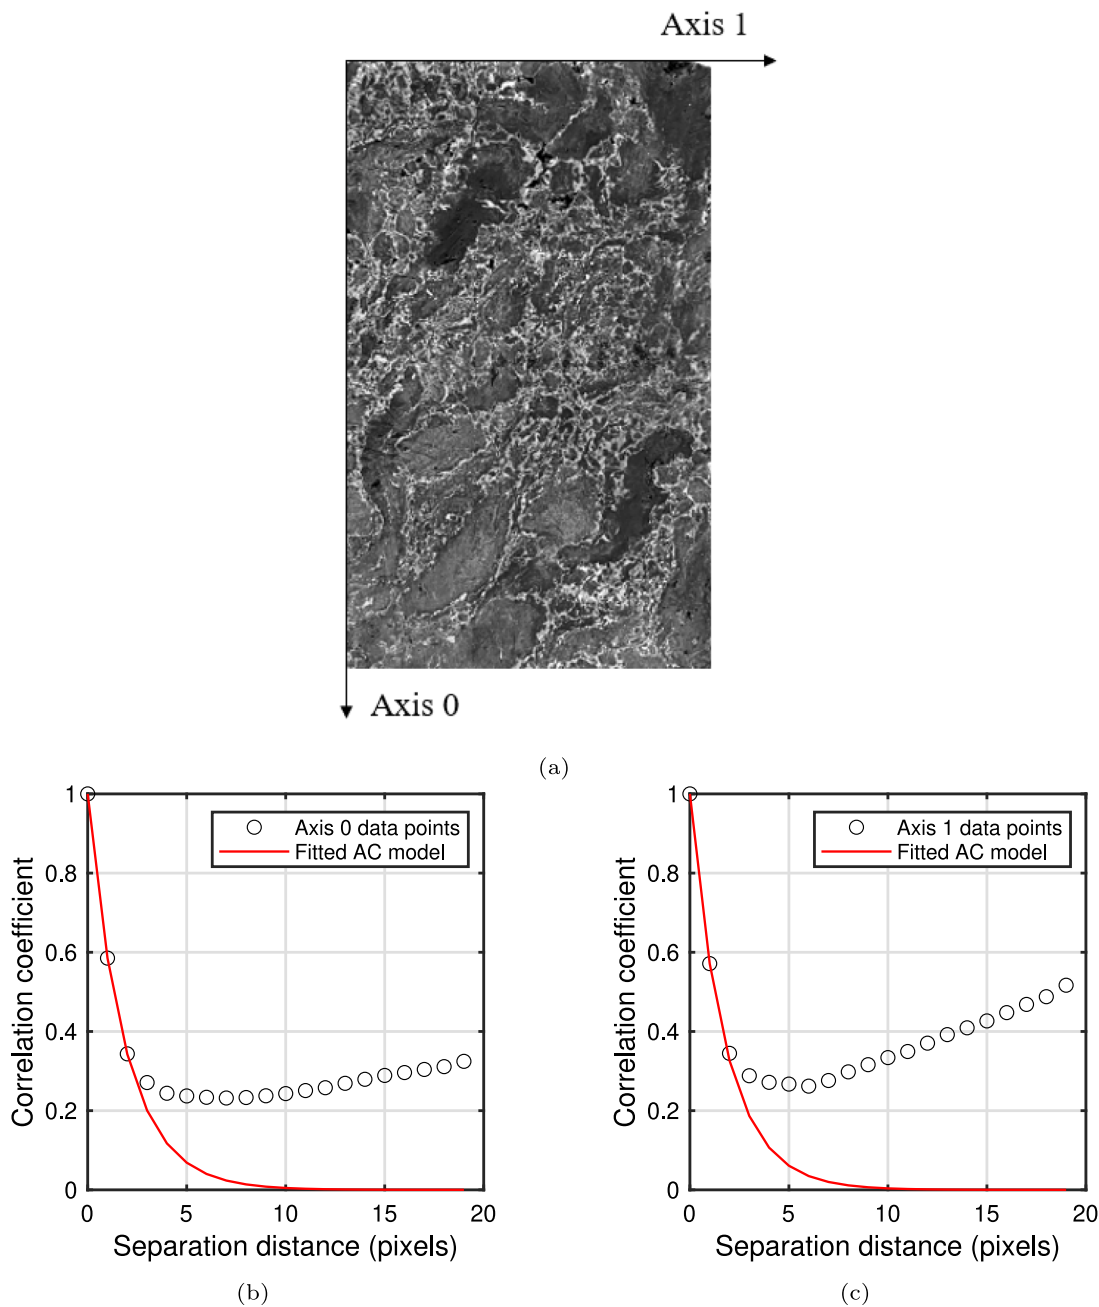 Axis 1
Axis 0
(a)
1
0.8
0.6
0.4
0.2
0
0 5 10 15 20
Correlation coefficient
Separation distance (pixels)
Axis 0 data points
Fitted AC model
(b)
1
0.8
0.6
0.4
0.2
0
0 5 10 15 20
Correlation coefficient
Separation distance (pixels)
Axis 1 data points
Fitted AC model
(c)